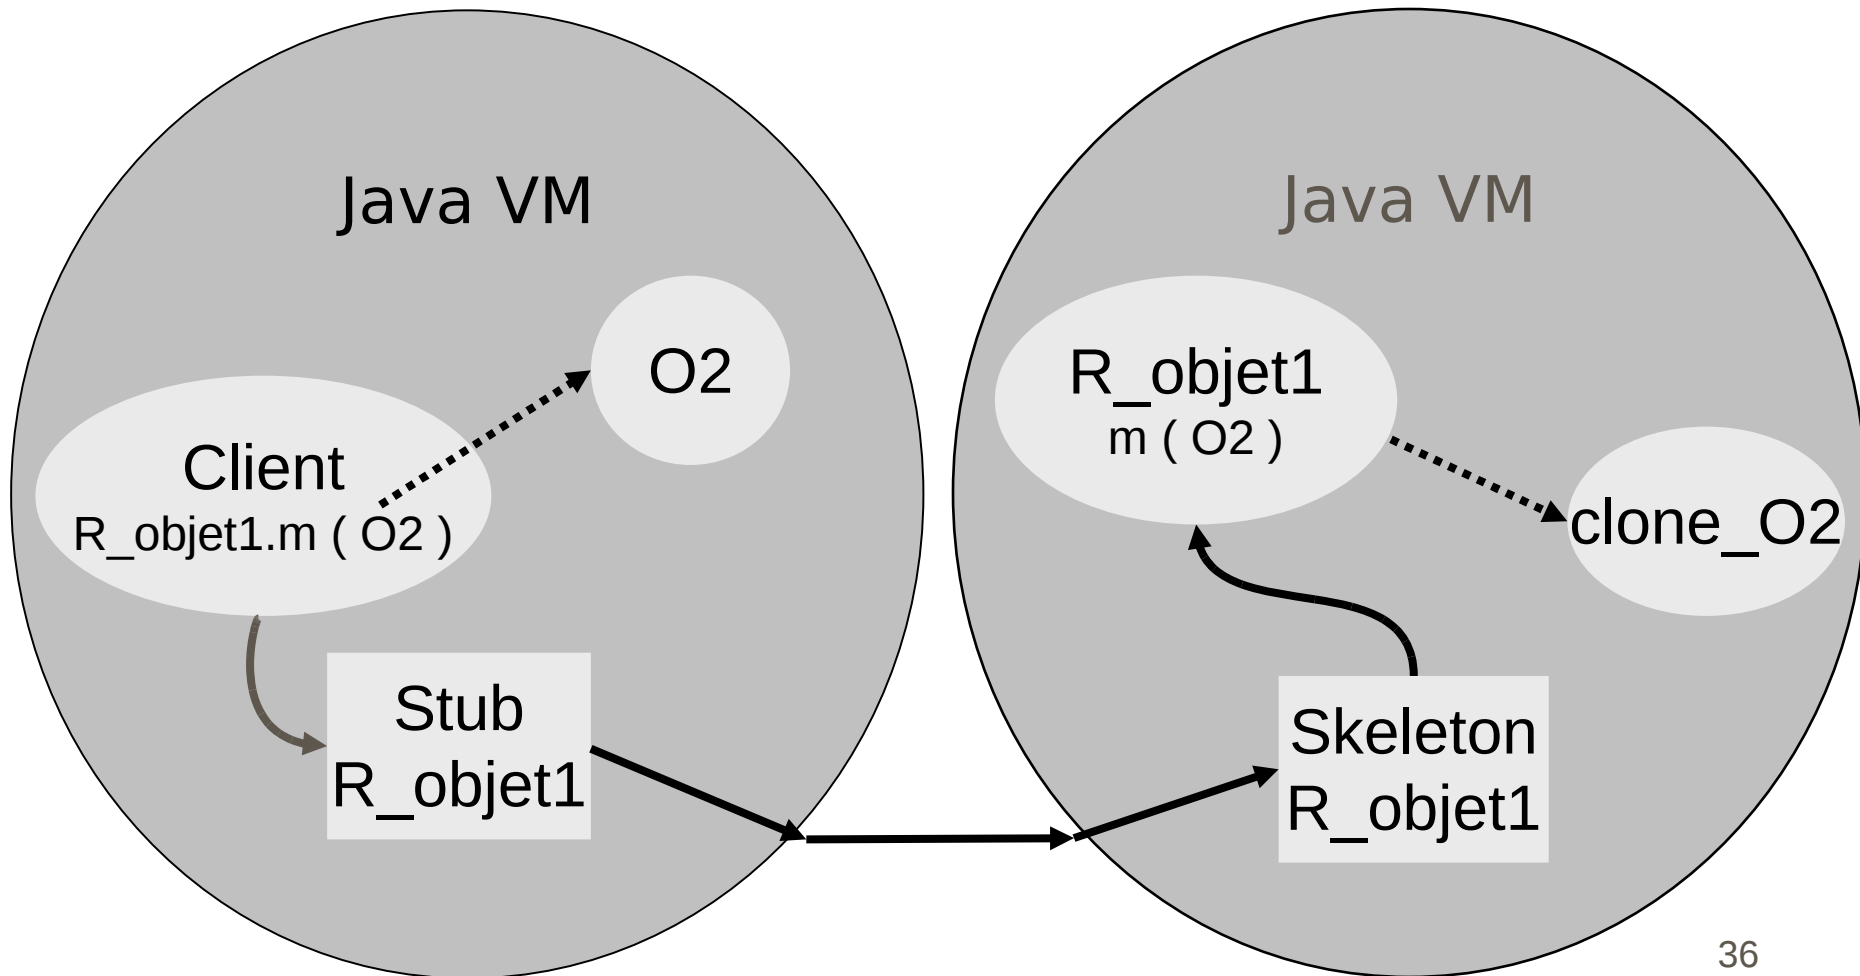 Java VM
O2
Client
R_objet1.m ( O2 )
Stub
R_objet1
Java VM
R_objet1
m ( O2 )
clone_O2
Skeleton
R_objet1
36